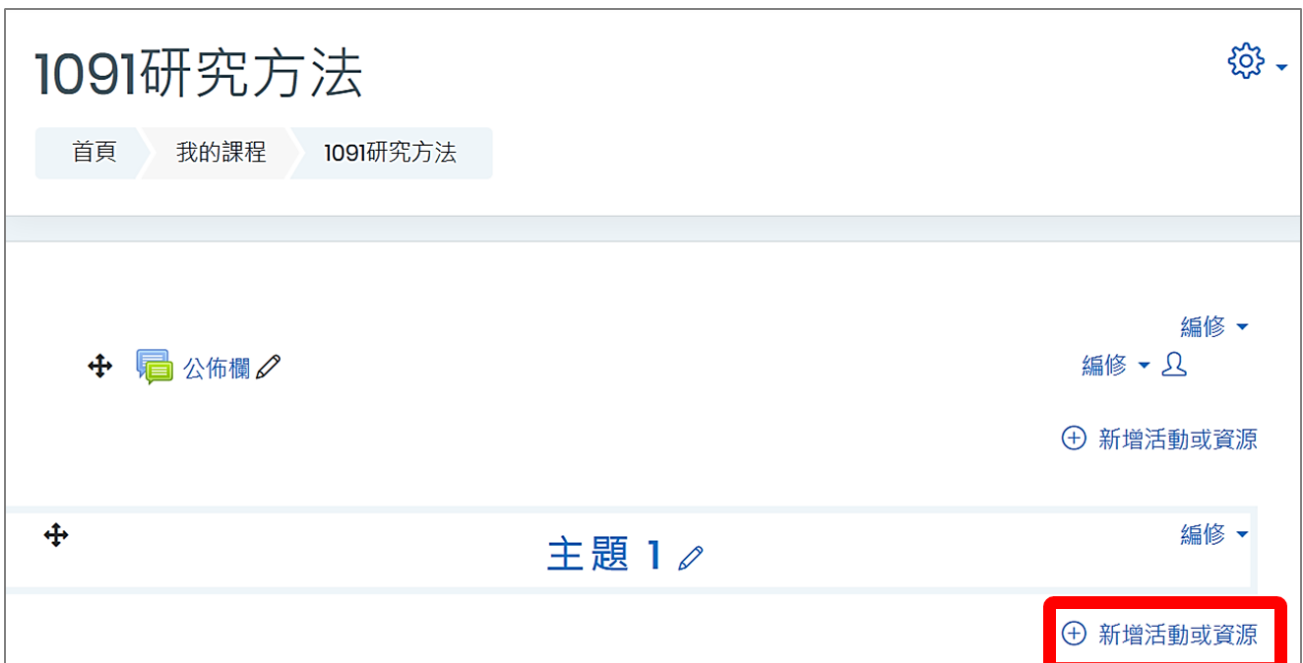 1091研究方法
首頁 我的課程 1091研究方法
編修
公佈欄 編修
新增活動或資源
主題 1 編修
新增活動或資源